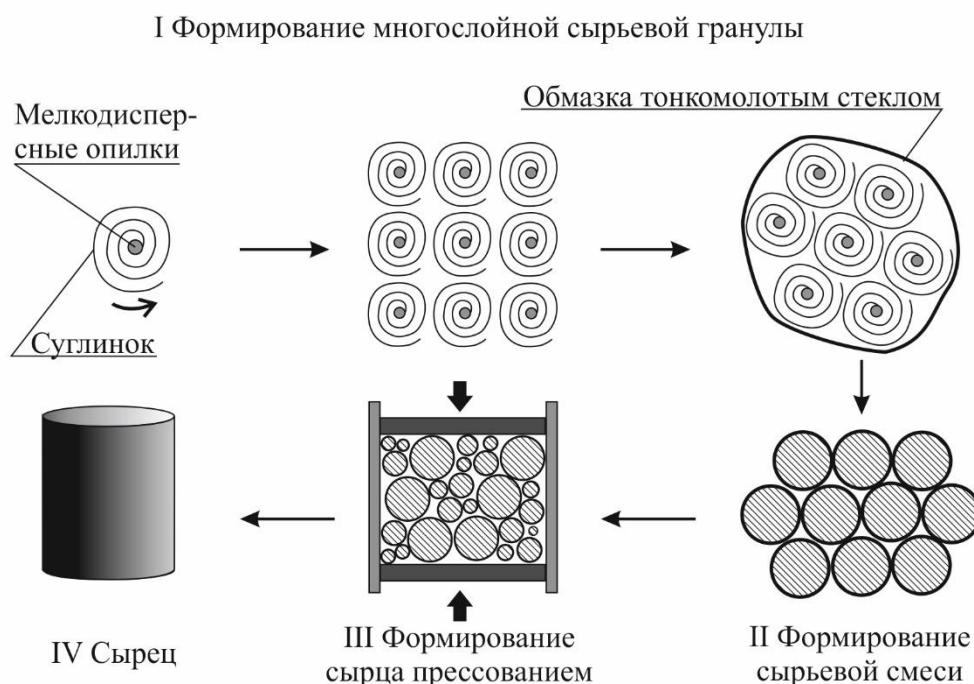 I Формирование многослойной сырьевой гранулы
Мелкодиспер-
сные опилки
Обмазка тонкомолотым стеклом
Суглинок
IV Сырец
III Формирование
сырца прессованием
II Формирование
сырьевой смеси